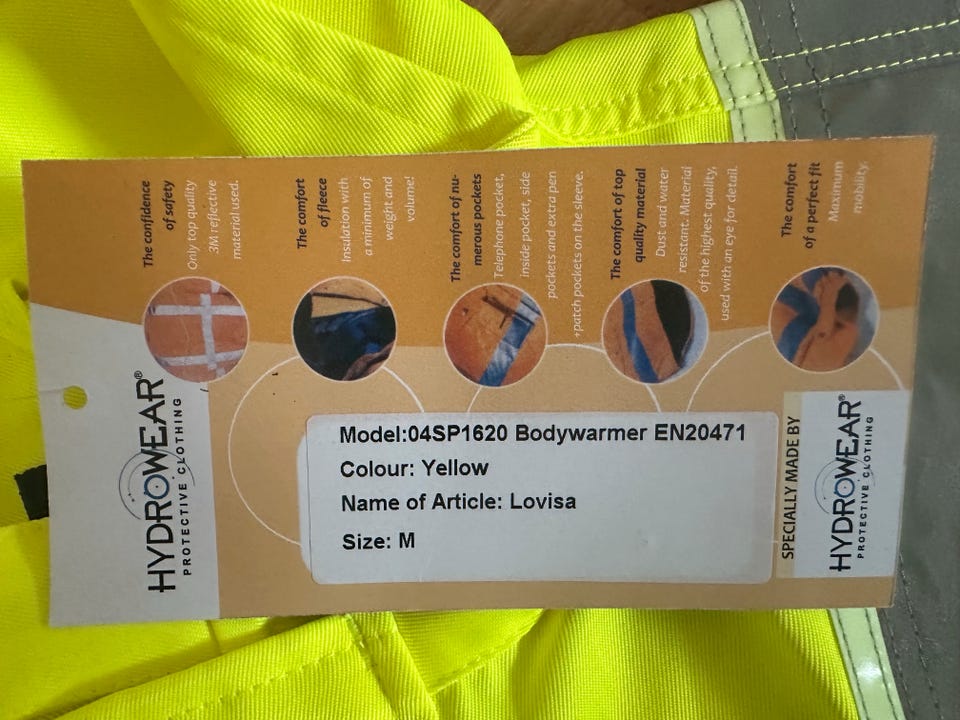 HYDROWEAR®
PROTECTIVE CLOTHING
The confidence
of safety
Only top quality
3M reflective
material used.
The comfort
of fleece
Insulation with
a minimum of
weight and
volume!
The comfort of nu-
merous pockets
Telephone pocket,
inside pocket, side
pockets and extra pen
+patch pockets on the sleeve.
The comfort of top
quality material
Dust and water
resistant. Material
of the highest quality,
used with an eye for detail.
The comfort
of a perfect fit
Maximum
mobility.
Model:04SP1620 Bodywarmer EN20471
Colour: Yellow
Name of Article: Lovisa
Size: M
SPECIALLY MADE BY
HYDROWEAR®
PROTECTIVE CLOTHING